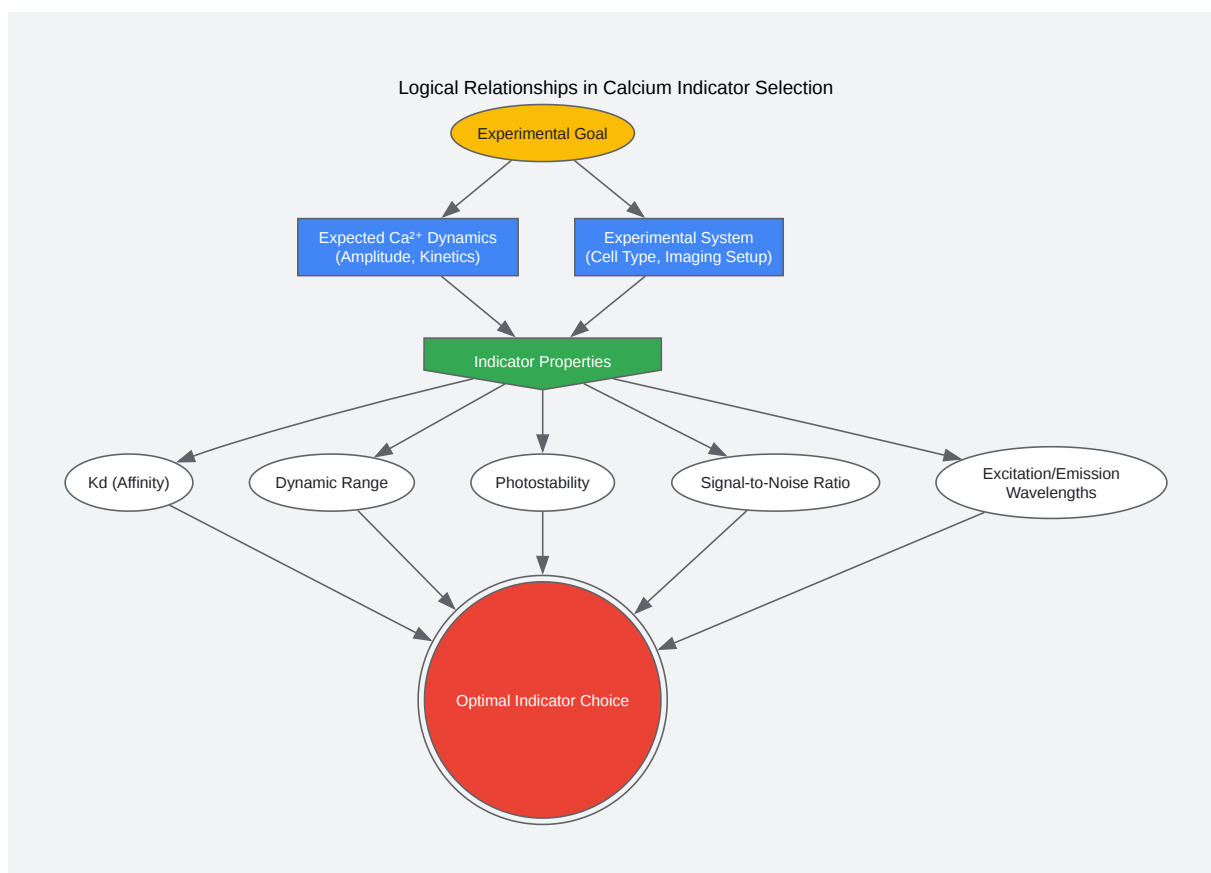 Logical Relationships in Calcium Indicator Selection
Experimental Goal
Expected Ca²⁺ Dynamics
(Amplitude, Kinetics)
Experimental System
(Cell Type, Imaging Setup)
Indicator Properties
Kd (Affinity)
Dynamic Range
Photostability
Signal-to-Noise Ratio
Excitation/Emission
Wavelengths
Optimal Indicator Choice